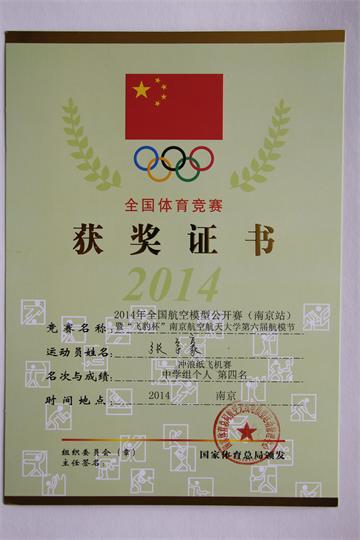 全国体育竞赛
获奖证书
2014
2014年全国航空模型公开赛（南京站）
竞赛名称：暨“飞豹杯”南京航空航天大学第六届航模节
运动员姓名：张
冲浪纸飞机赛
名次与成绩：中学组个人 第四名
时间地点：2014 南京
组织委员会（章）
主任签名：
国家体育总局颁发